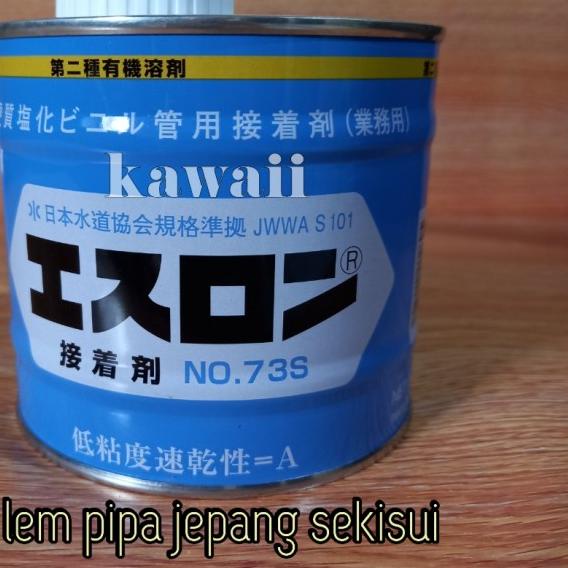 第二種有機溶剤
質塩化ビニル管用接着剤(業務用)
kawaii
日本水道協会規格準拠 JWWA S 101
エスロン®
接着剤 NO.73S
低粘度速乾性=A
lem pipa jepang sekisui